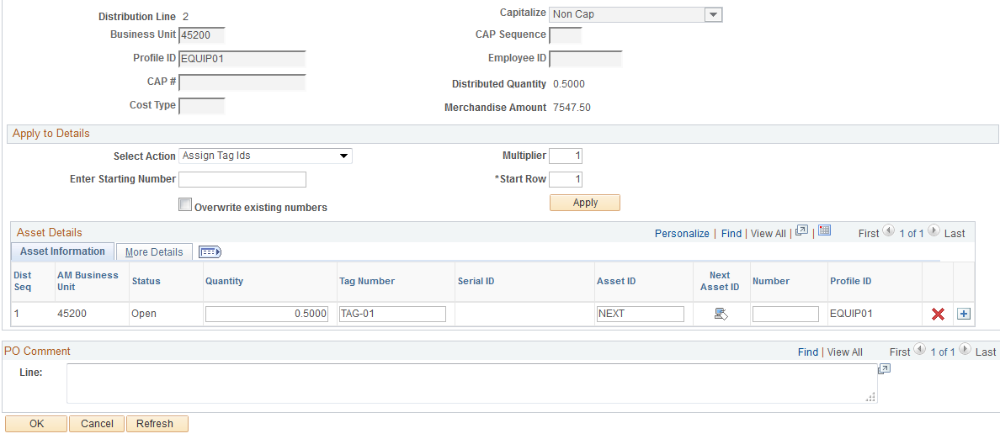 Distribution Line 2 Capitalize Non Cap
Business Unit 45200 CAP Sequence
Profile ID EQUIP01 Employee ID
CAP # Distributed Quantity 0.5000
Cost Type Merchandise Amount 7547.50
Apply to Details
Select Action Assign Tag Ids Multiplier 1
Enter Starting Number *Start Row 1
Overwrite existing numbers Apply
Asset Details Personalize | Find | View All | | First 1 of 1 Last
Asset Information More Details
Dist Seq AM Business Unit Status Quantity Tag Number Serial ID Asset ID Next Asset ID Number Profile ID
1 45200 Open 0.5000 TAG-01 NEXT EQUIP01
PO Comment Find | View All First 1 of 1 Last
Line:
OK Cancel Refresh